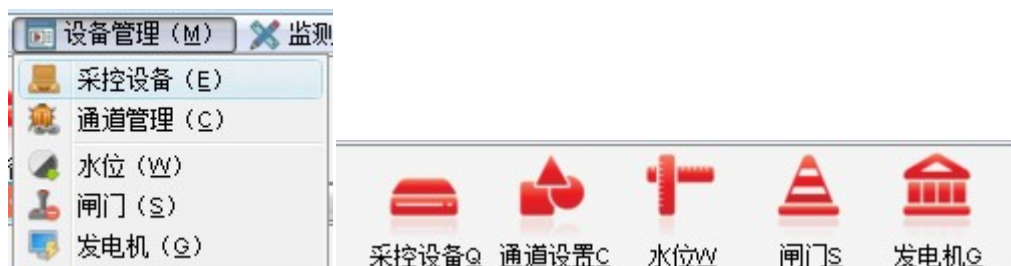 设备管理（M） 监测
采控设备（E）
通道管理（C）
水位（W）
闸门（S）
发电机（G）
采控设备Q 通道设置C 水位W 闸门S 发电机G